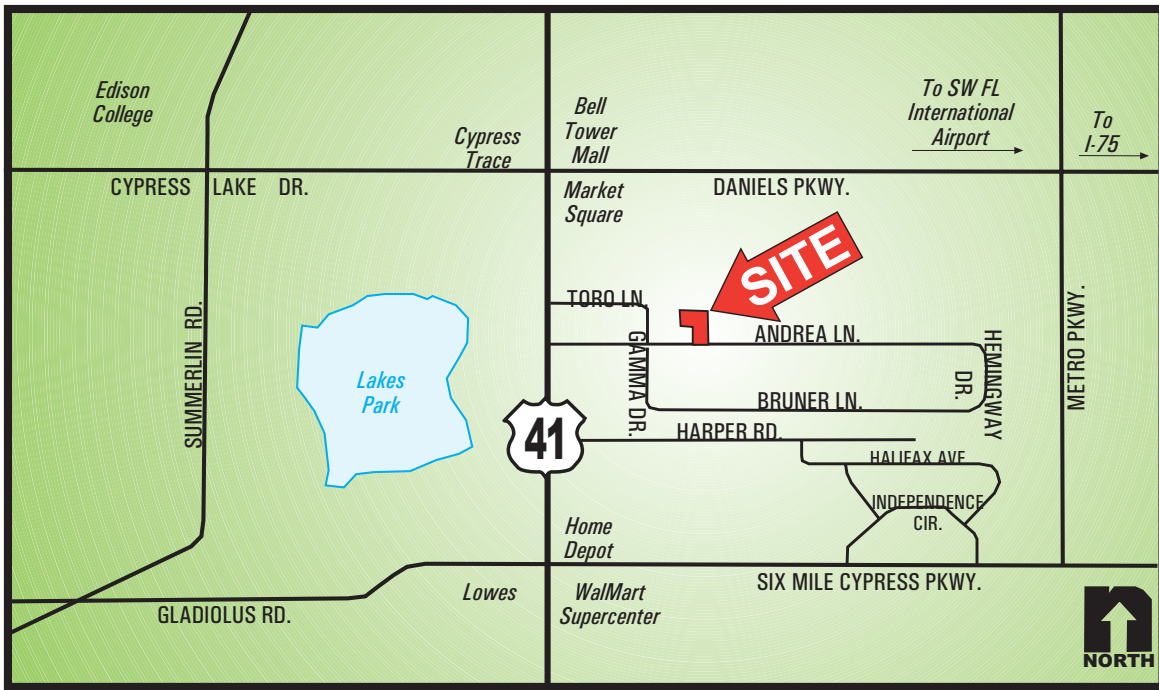 Edison
College
Cypress
Trace
Bell
Tower
Mall
To SW FL
International
Airport
To
I-75
CYPRESS LAKE DR.
DANIELS PKWY.
Market
Square
SITE
TORO LN.
ANDREA LN.
GAMMA DR.
HEMINGWAY
DR.
METRO PKWY.
SUMMERLIN RD.
Lakes
Park
BRUNER LN.
41
HARPER RD.
HALIFAX AVE
INDEPENDENCE
CIR.
Home
Depot
Lowes
WalMart
Supercenter
SIX MILE CYPRESS PKWY.
GLADIOLUS RD.
n
NORTH